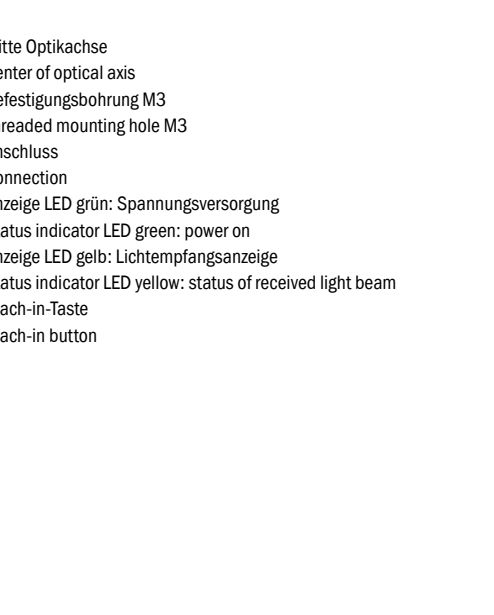 itte Optikachse
enter of optical axis
efestigungsbohrung M3
readed mounting hole M3
nschluss
onnection
nzeige LED grün: Spannungsversorgung
atus indicator LED green: power on
nzeige LED gelb: Lichtempfangsanzeige
atus indicator LED yellow: status of received light beam
ach-in-Taste
ach-in button